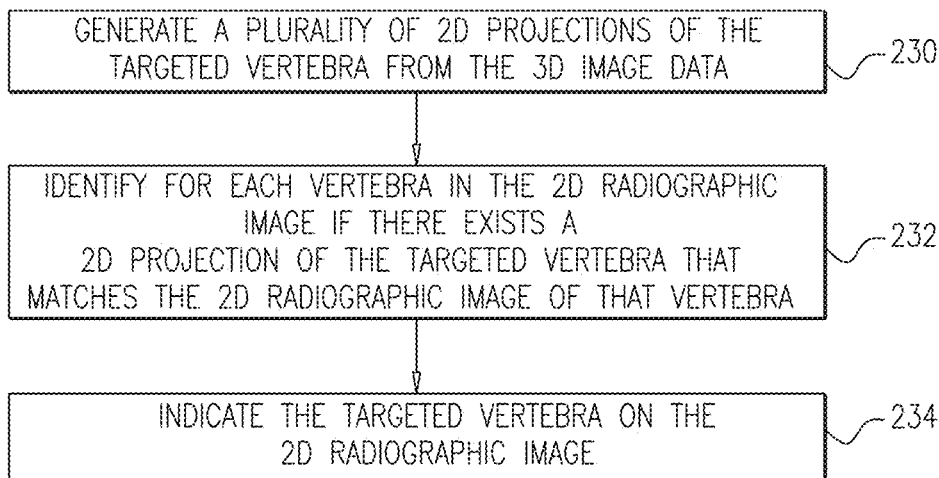 GENERATE A PLURALITY OF 2D PROJECTIONS OF THE
TARGETED VERTEBRA FROM THE 3D IMAGE DATA
230
IDENTIFY FOR EACH VERTEBRA IN THE 2D RADIOGRAPHIC
IMAGE IF THERE EXISTS A
2D PROJECTION OF THE TARGETED VERTEBRA THAT
MATCHES THE 2D RADIOGRAPHIC IMAGE OF THAT VERTEBRA
232
INDICATE THE TARGETED VERTEBRA ON THE
2D RADIOGRAPHIC IMAGE
234